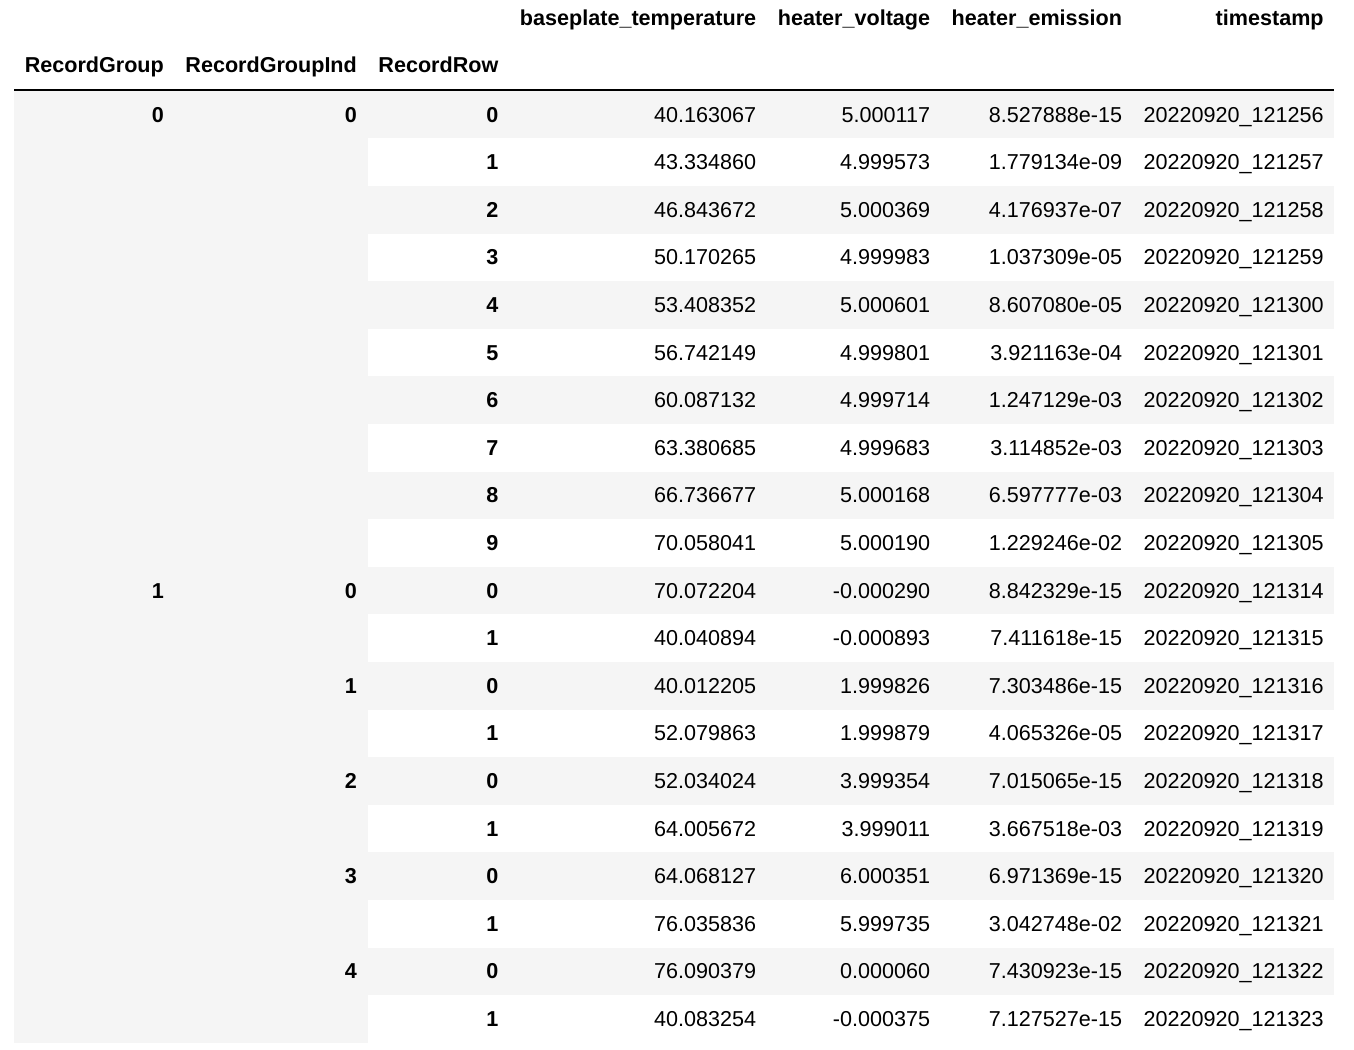 baseplate_temperature heater_voltage heater_emission timestamp
RecordGroup RecordGroupInd RecordRow
0 0 0 40.163067 5.000117 8.527888e-15 20220920_121256
1 43.334860 4.999573 1.779134e-09 20220920_121257
2 46.843672 5.000369 4.176937e-07 20220920_121258
3 50.170265 4.999983 1.037309e-05 20220920_121259
4 53.408352 5.000601 8.607080e-05 20220920_121300
5 56.742149 4.999801 3.921163e-04 20220920_121301
6 60.087132 4.999714 1.247129e-03 20220920_121302
7 63.380685 4.999683 3.114852e-03 20220920_121303
8 66.736677 5.000168 6.597777e-03 20220920_121304
9 70.058041 5.000190 1.229246e-02 20220920_121305
1 0 0 70.072204 -0.000290 8.842329e-15 20220920_121314
1 40.040894 -0.000893 7.411618e-15 20220920_121315
1 0 40.012205 1.999826 7.303486e-15 20220920_121316
1 52.079863 1.999879 4.065326e-05 20220920_121317
2 0 52.034024 3.999354 7.015065e-15 20220920_121318
1 64.005672 3.999011 3.667518e-03 20220920_121319
3 0 64.068127 6.000351 6.971369e-15 20220920_121320
1 76.035836 5.999735 3.042748e-02 20220920_121321
4 0 76.090379 0.000060 7.430923e-15 20220920_121322
1 40.083254 -0.000375 7.127527e-15 20220920_121323